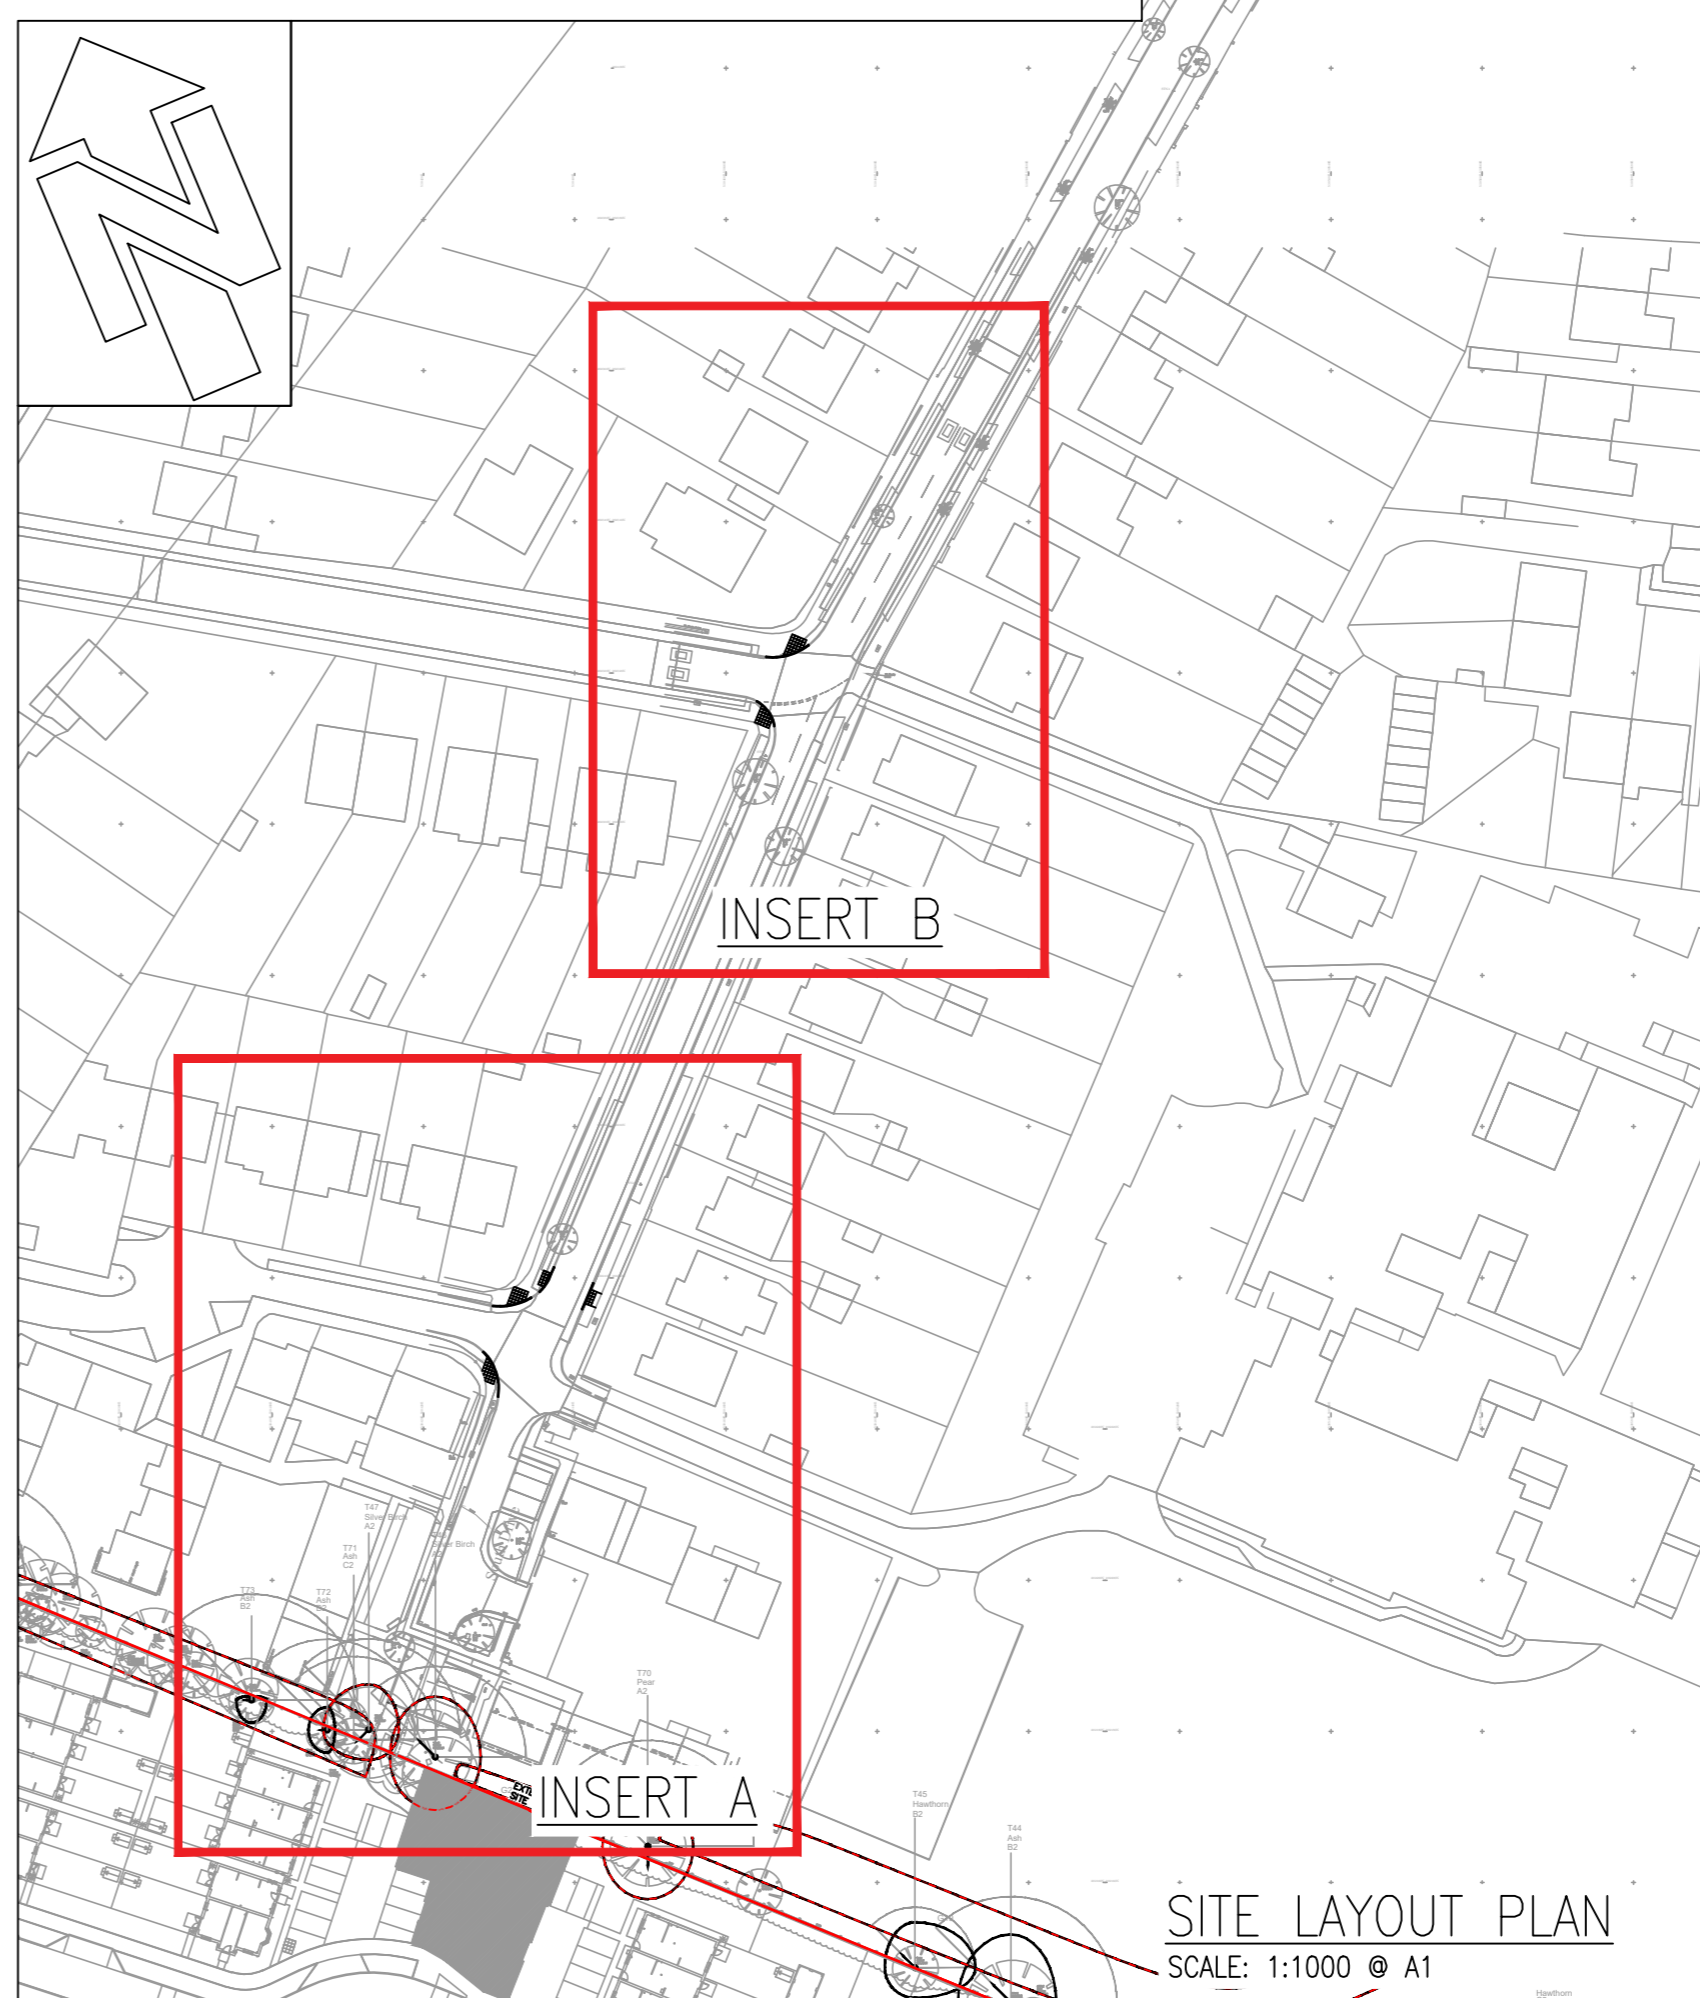 INSERT B
T47
Silver Birch
A2
Silver Birch
T71
Ash
C2
T73
Ash
B2
T72
Ash
T70
Pear
A2
INSERT A
T45
Hawthorn
B2
T44
Ash
B2
SITE LAYOUT PLAN
SCALE: 1:1000 @ A1
Hawthorn